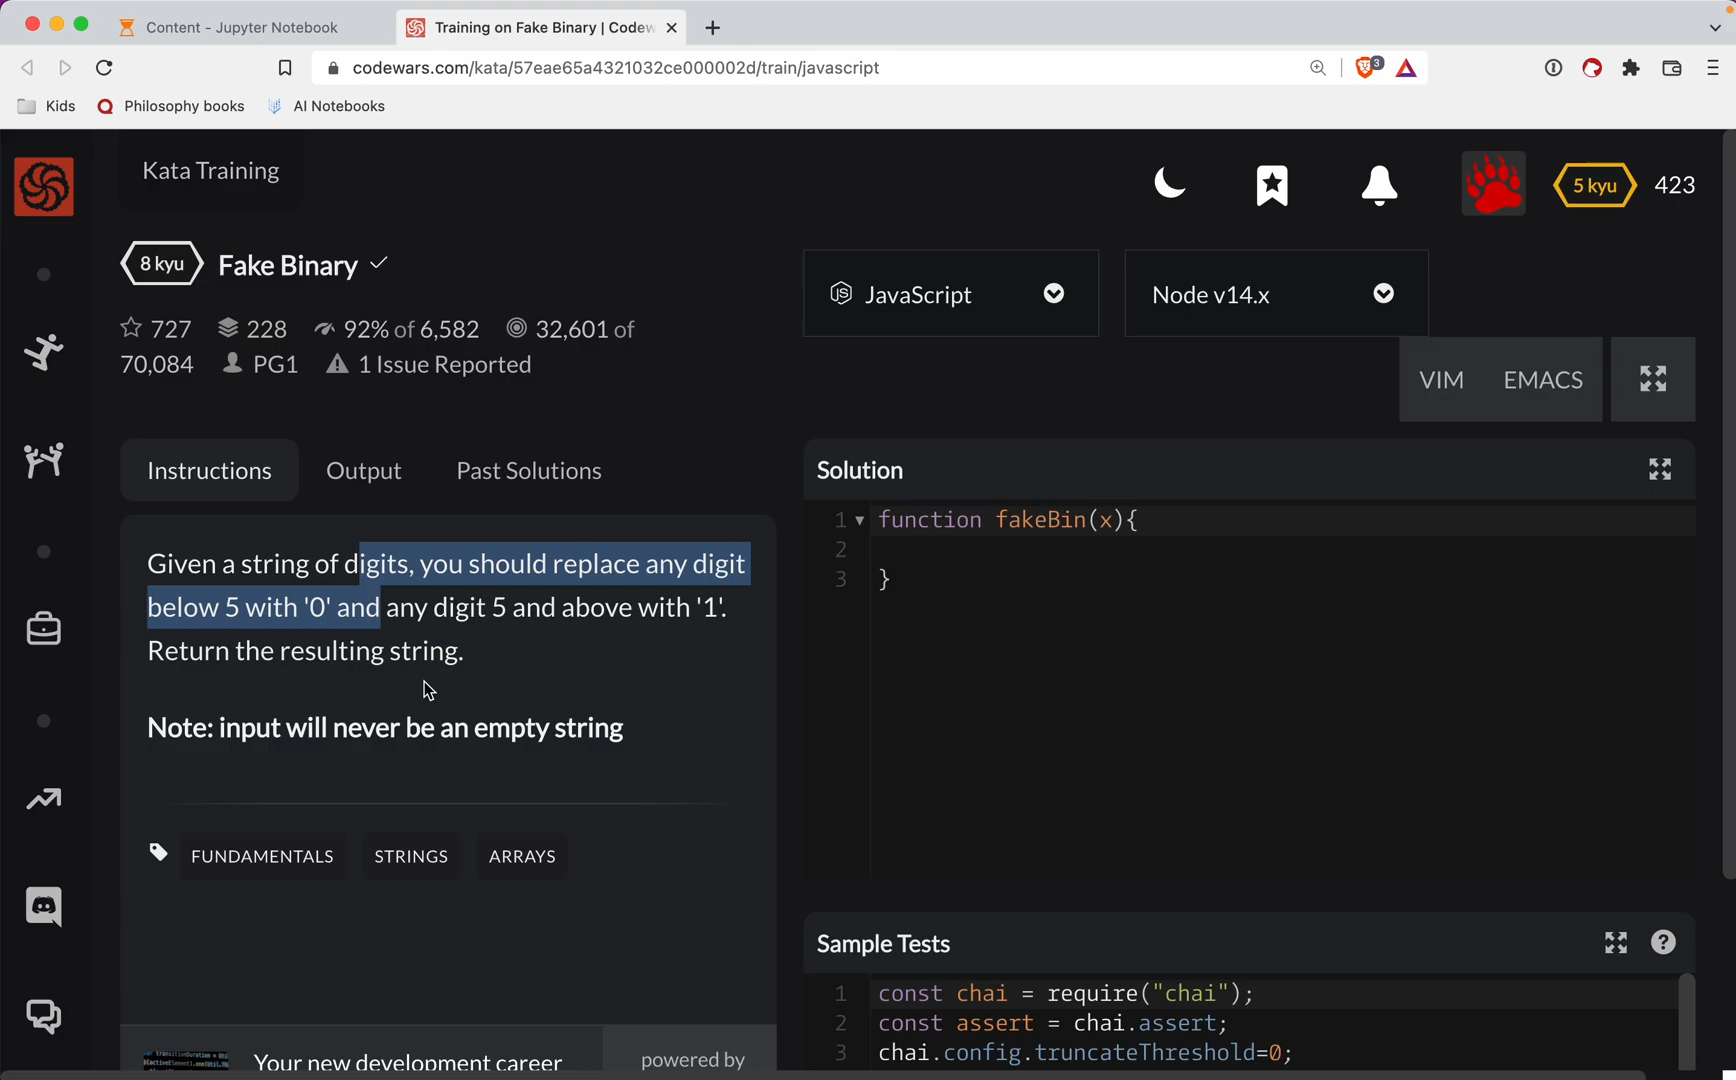 Content - Jupyter Notebook
Training on Fake Binary | Codew
codewars.com/kata/57eae65a4321032ce000002d/train/javascript
3
Kids
Philosophy books
AI Notebooks
Kata Training
5 kyu
423
8 kyu
Fake Binary
JavaScript
Node v14.x
727
228
92% of 6,582
32,601 of
70,084
PG1
1 Issue Reported
VIM
EMACS
Instructions
Output
Past Solutions
Given a string of digits, you should replace any digit
below 5 with '0' and any digit 5 and above with '1'.
Return the resulting string.
Note: input will never be an empty string
FUNDAMENTALS
STRINGS
ARRAYS
Your new development career
powered by
Solution
1 function fakeBin(x){
2
3 }
Sample Tests
1 const chai = require("chai");
2 const assert = chai.assert;
3 chai.config.truncateThreshold=0;